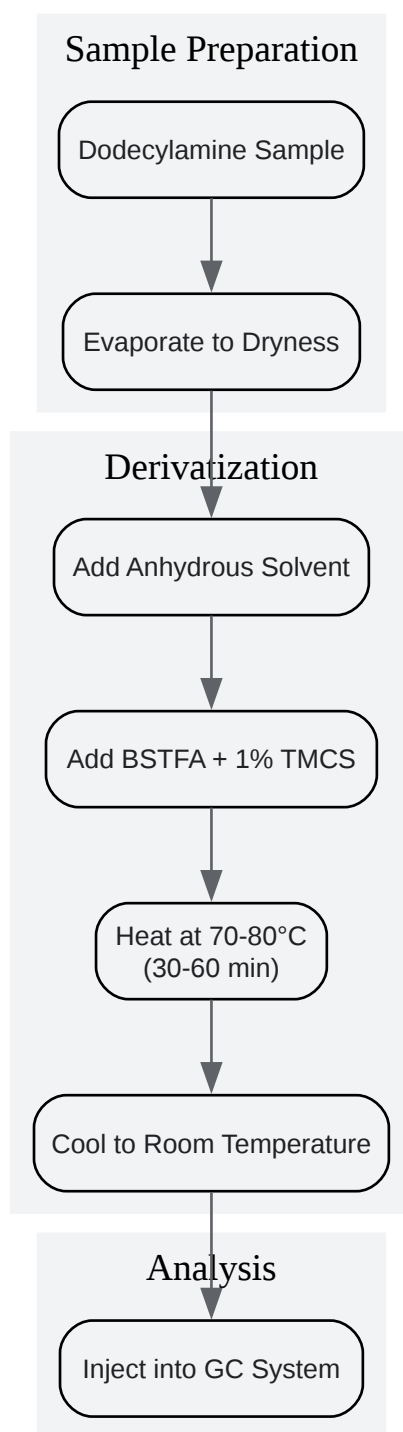 Sample Preparation
Dodecylamine Sample
Evaporate to Dryness
Derivatization
Add Anhydrous Solvent
Add BSTFA + 1% TMCS
Heat at 70-80°C
(30-60 min)
Cool to Room Temperature
Analysis
Inject into GC System